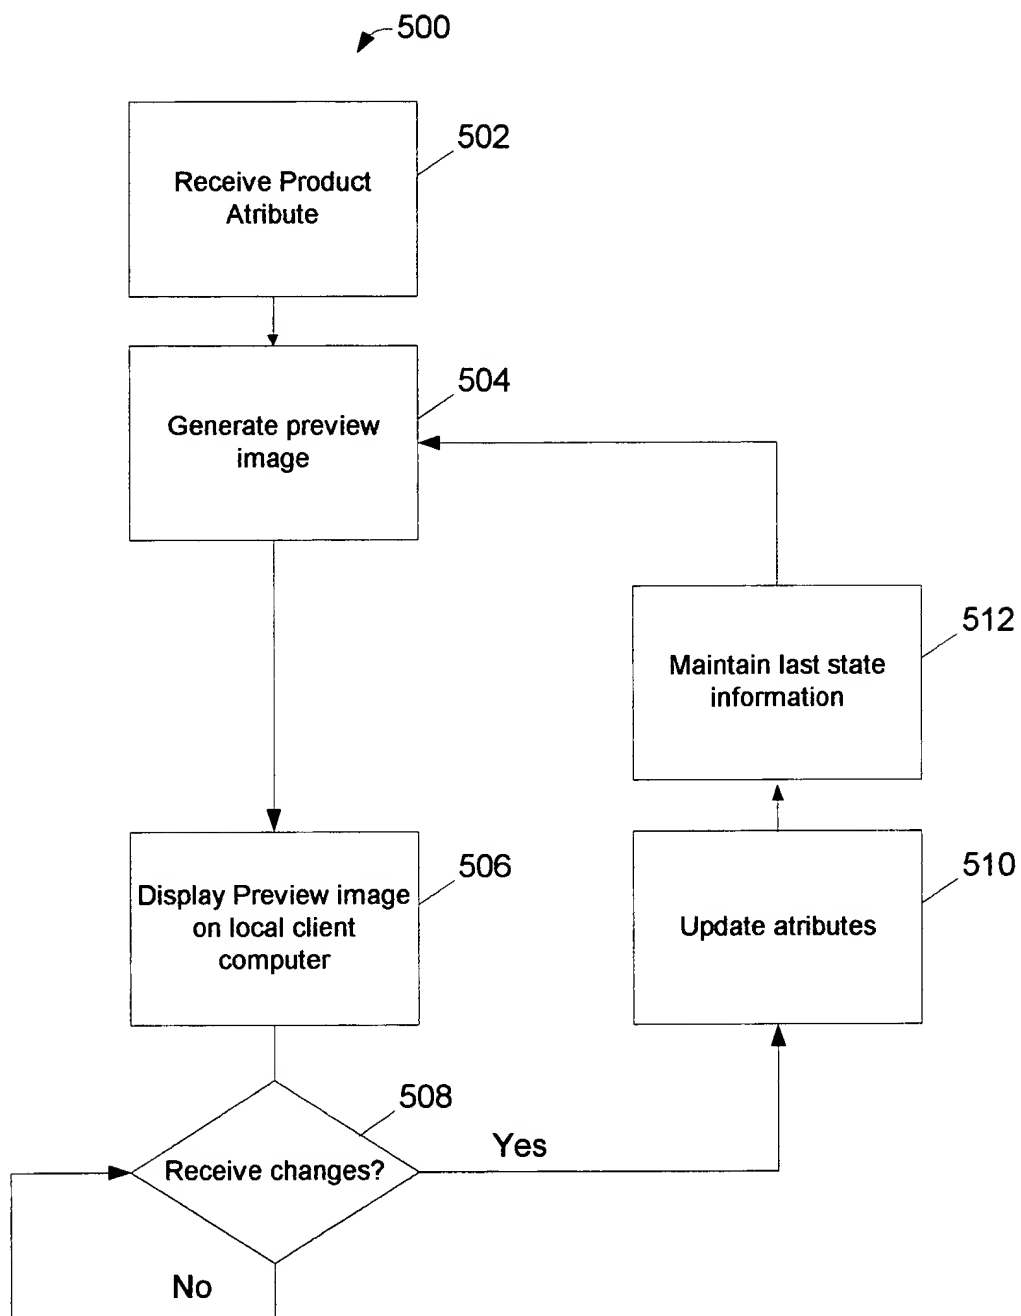 500
502
Receive Product
Atribute
504
Generate preview
image
512
Maintain last state
information
506
Display Preview image
on local client
computer
510
Update atributes
508
Receive changes?
Yes
No